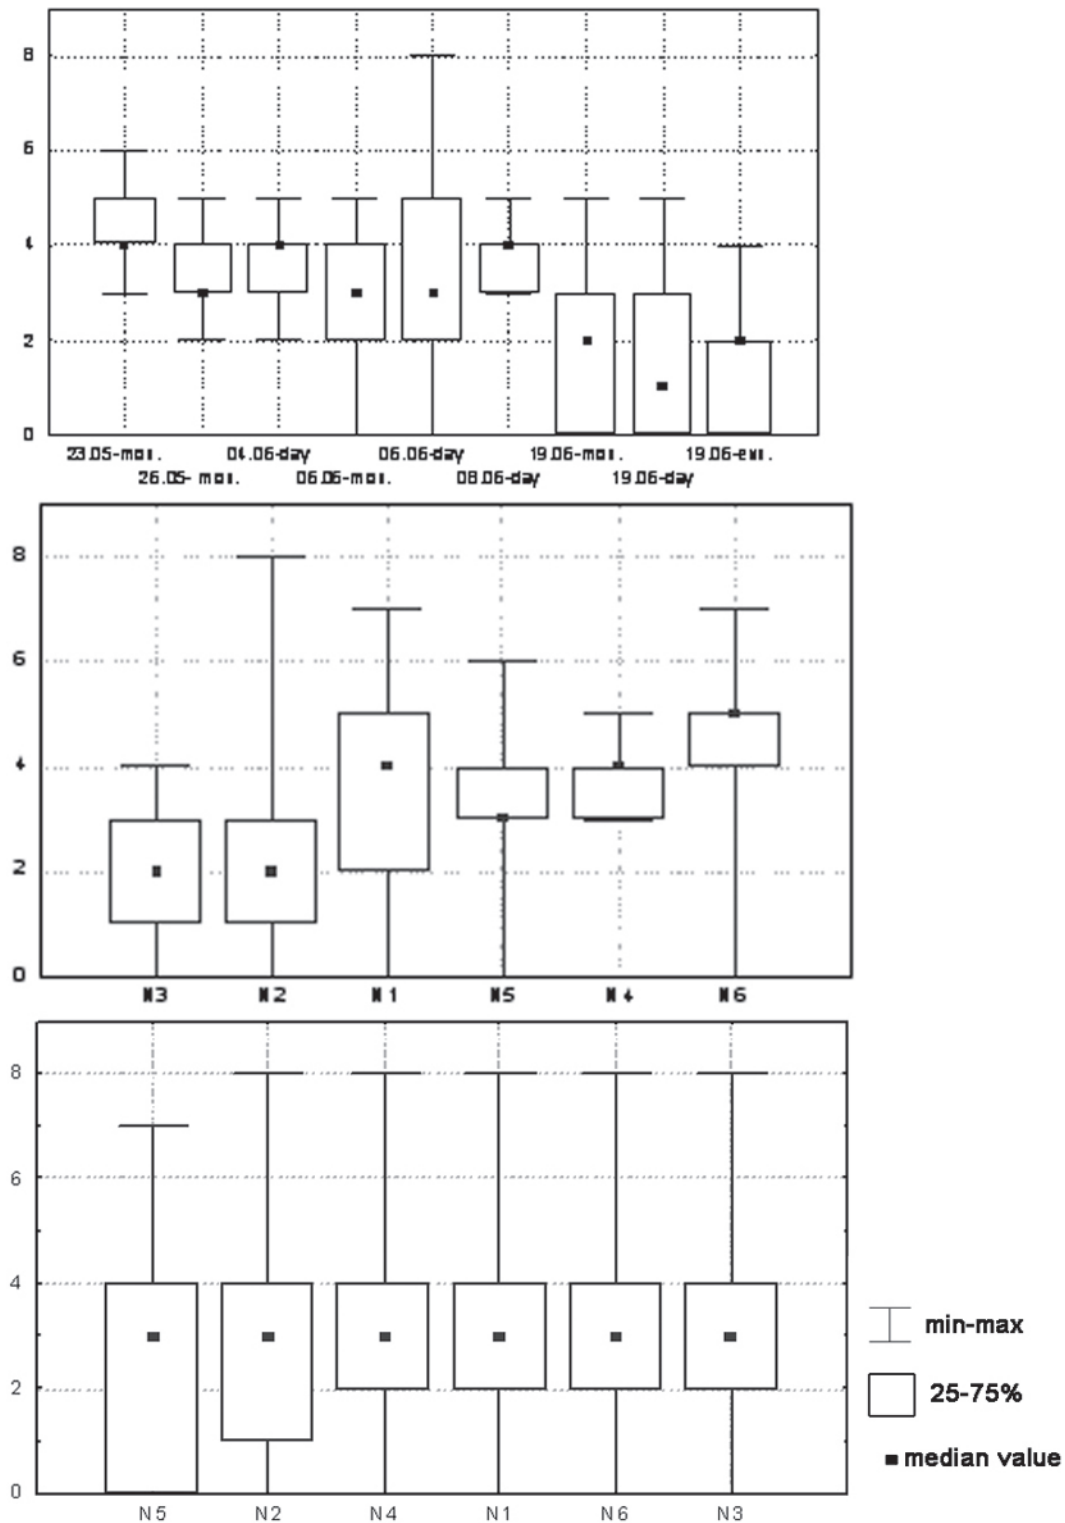 8
6
4
2
0
23.05-mor. 04.06-day 06.06-day 19.06-mor. 19.06-eve.
26.05- mor. 06.06-mor. 08.06-day 19.06-day
8
6
4
2
0
N3 N2 N1 N5 N4 N6
8
6
4
2
0
N5 N2 N4 N1 N6 N3
min-max
25-75%
median value